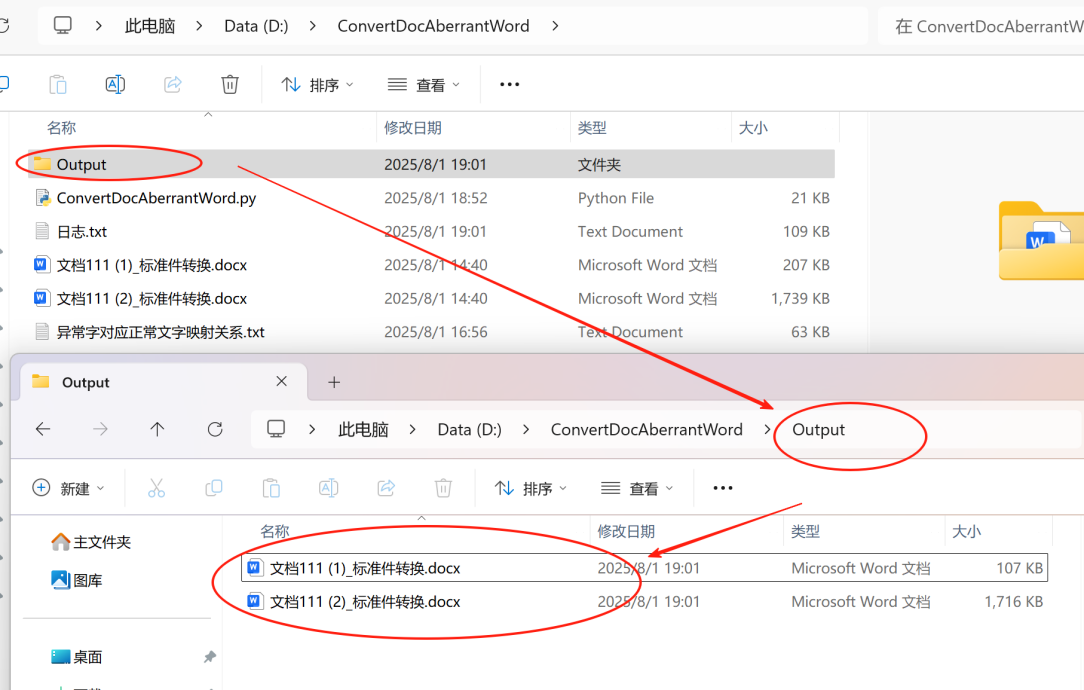 此电脑 Data (D:) ConvertDocAberrantWord 在 ConvertDocAberrantW
排序 查看
名称 修改日期 类型 大小
Output 2025/8/1 19:01 文件夹
ConvertDocAberrantWord.py 2025/8/1 18:52 Python File 21 KB
日志.txt 2025/8/1 19:01 Text Document 109 KB
文档111 (1)_标准件转换.docx 2025/8/1 14:40 Microsoft Word 文档 207 KB
文档111 (2)_标准件转换.docx 2025/8/1 14:40 Microsoft Word 文档 1,739 KB
异常字对应正常文字映射关系.txt 2025/8/1 16:56 Text Document 63 KB
Output
此电脑 Data (D:) ConvertDocAberrantWord Output
新建 排序 查看
名称 修改日期 类型 大小
主文件夹
文档111 (1)_标准件转换.docx 2025/8/1 19:01 Microsoft Word 文档 107 KB
图库
文档111 (2)_标准件转换.docx 2025/8/1 19:01 Microsoft Word 文档 1,716 KB
桌面